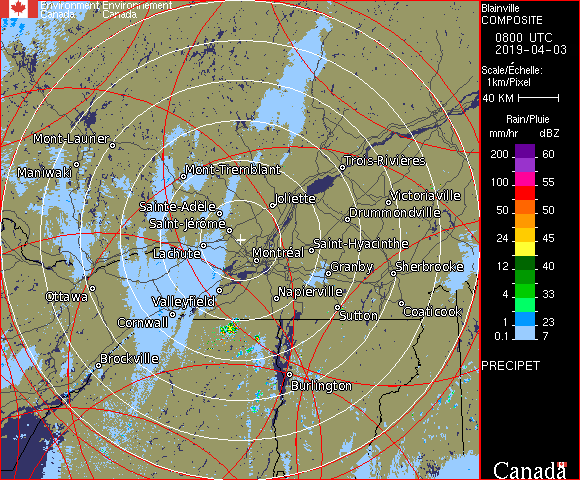 Environment Environnement
Canada Canada
Mont-Laurier
Maniwaki
Mont-Tremblant
Trois-Rivières
Sainte-Adèle
Joliette
Victoriaville
Drummondville
Saint-Jérôme
Lachute
Montréal
Saint-Hyacinthe
Granby
Sherbrooke
Ottawa
Valleyfield
Napierville
Cornwall
Sutton
Coaticook
Brockville
Burlington
Blainville
COMPOSITE
0800 UTC
2019-04-03
Scale/Échelle:
1km/Pixel
40 KM
Rain/Pluie
mm/hr dBZ
200 60
100 55
50 50
24 45
12 40
4 33
1 23
0.1 7
PRECIPET
Canada